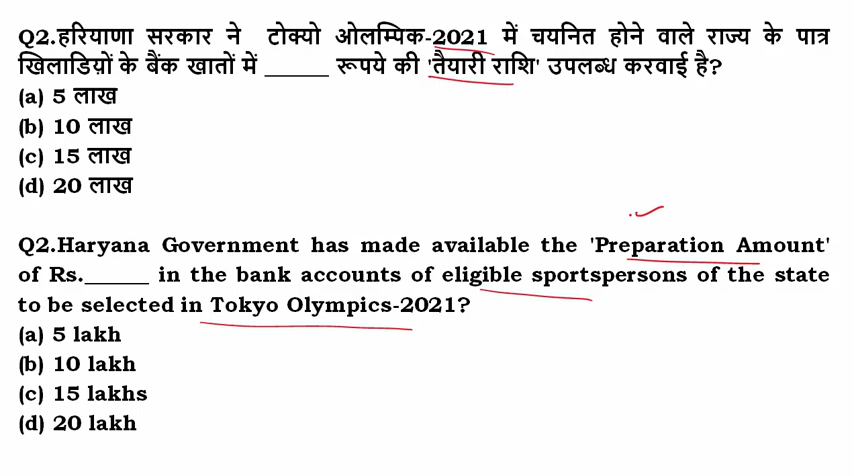 Q2.हरियाणा सरकार ने टोक्यो ओलम्पिक-2021 में चयनित होने वाले राज्य के पात्र
खिलाडिय़ों के बैंक खातों में ______ रूपये की 'तैयारी राशि' उपलब्ध करवाई है?
(a) 5 लाख
(b) 10 लाख
(c) 15 लाख
(d) 20 लाख
Q2.Haryana Government has made available the 'Preparation Amount'
of Rs.______ in the bank accounts of eligible sportspersons of the state
to be selected in Tokyo Olympics-2021?
(a) 5 lakh
(b) 10 lakh
(c) 15 lakhs
(d) 20 lakh